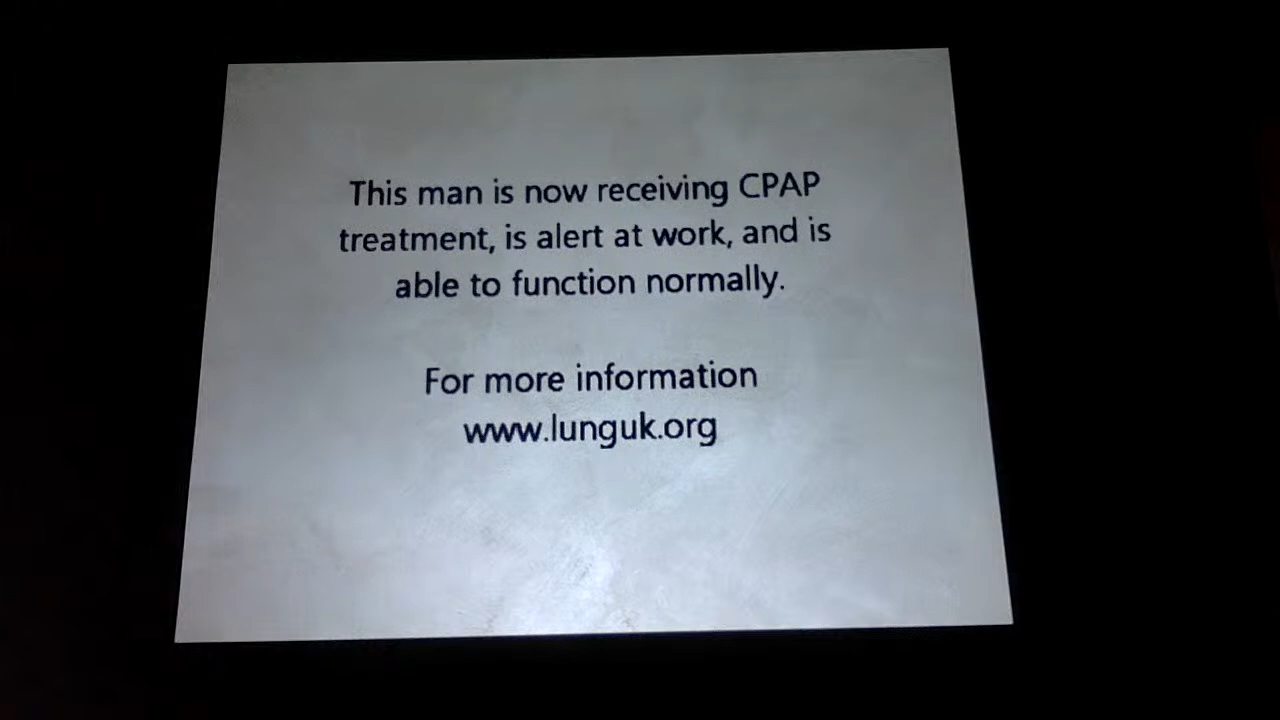 This man is now receiving CPAP
treatment, is alert at work, and is
able to function normally.
For more information
www.lunguk.org